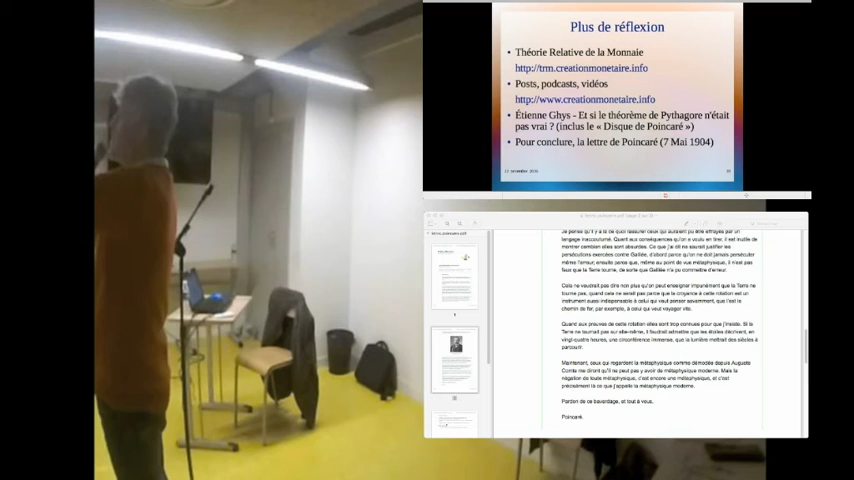 Plus de réflexion
• Théorie Relative de la Monnaie
http://trm.creationmonetaire.info
• Posts, podcasts, vidéos
http://www.creationmonetaire.info
• Étienne Ghys - Et si le théorème de Pythagore n'était
pas vrai ? (inclus le « Disque de Poincaré »)
• Pour conclure, la lettre de Poincaré (7 Mai 1904)
Je pense qu'il y a là de quoi rassurer ceux qui auraient pu être effrayés par un
langage inaccoutumé. Quant aux conséquences qu'on a voulu en tirer, il est inutile de
montrer combien elles sont absurdes. Ce que j'ai dit ne saurait justifier les
persécutions exercées contre Galilée, d'abord parce qu'on ne doit jamais persécuter
même l'erreur, ensuite parce que, même au point de vue métaphysique, il n'est pas
faux que la Terre tourne, de sorte que Galilée n'a pu commettre d'erreur.
Cela ne voudrait pas dire non plus qu'on peut enseigner impunément que la Terre ne
tourne pas, quand cela ne serait pas parce que la croyance à cette rotation est un
instrument aussi indispensable à celui qui veut penser savamment, que l'est le
chemin de fer, par exemple, à celui qui veut voyager vite.
Quant aux preuves de cette rotation elles sont trop connues pour que j'insiste. Si la
Terre ne tournait pas sur elle-même, il faudrait admettre que les étoiles décrivent, en
vingt-quatre heures, une circonférence immense, que la lumière mettrait des siècles à
parcourir.
Maintenant, ceux qui regardent la métaphysique comme démodée depuis Auguste
Comte me diront qu'il ne peut pas y avoir de métaphysique moderne. Mais la
négation de toute métaphysique, c'est encore une métaphysique, et c'est
précisément là ce que j'appelle la métaphysique moderne.
Pardon de ce bavardage, et tout à vous.
Poincaré